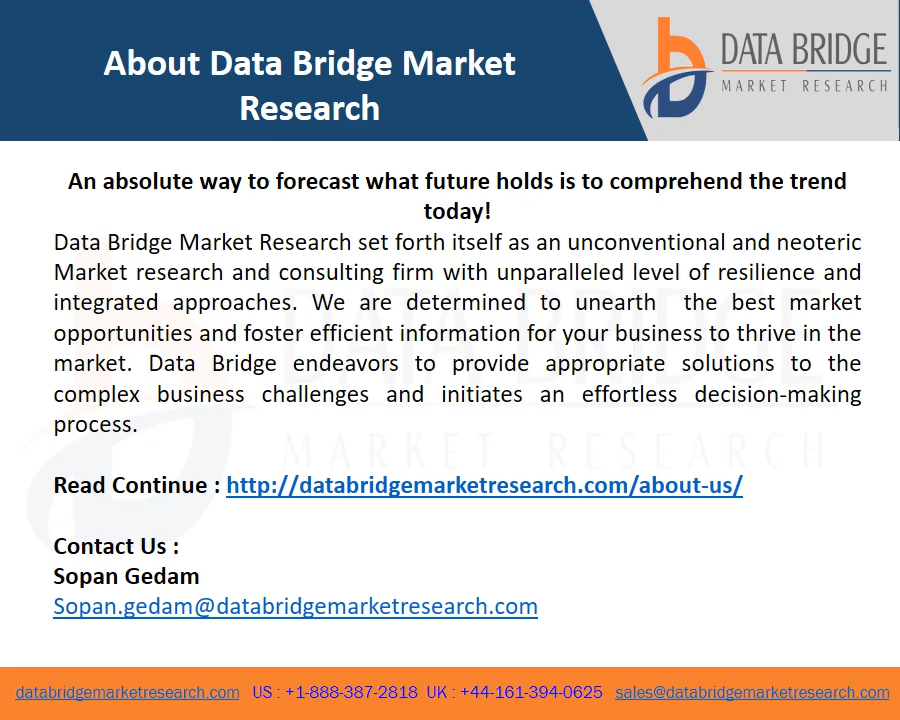 About Data Bridge Market
Research
DATA BRIDGE
MARKET RESEARCH
An absolute way to forecast what future holds is to comprehend the trend
today!
Data Bridge Market Research set forth itself as an unconventional and neoteric
Market research and consulting firm with unparalleled level of resilience and
integrated approaches. We are determined to unearth the best market
opportunities and foster efficient information for your business to thrive in the
market. Data Bridge endeavors to provide appropriate solutions to the
complex business challenges and initiates an effortless decision-making
process.
DATA BRIDGE
MARKET RESEARCH
Read Continue : http://databridgemarketresearch.com/about-us/
Contact Us :
Sopan Gedam
Sopan.gedam@databridgemarketresearch.com
databridgemarketresearch.com US : +1-888-387-2818 UK : +44-161-394-0625 sales@databridgemarketresearch.com